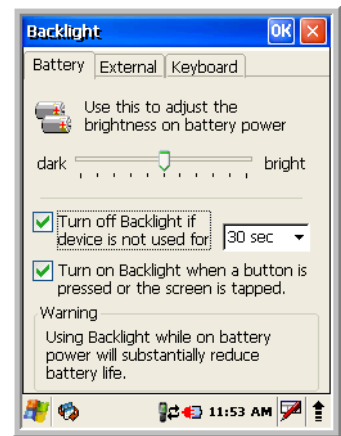 Backlight OK
Battery External Keyboard
Use this to adjust the
brightness on battery power
dark bright
Turn off Backlight if
device is not used for 30 sec
Turn on Backlight when a button is
pressed or the screen is tapped.
Warning
Using Backlight while on battery
power will substantially reduce
battery life.
11:53 AM